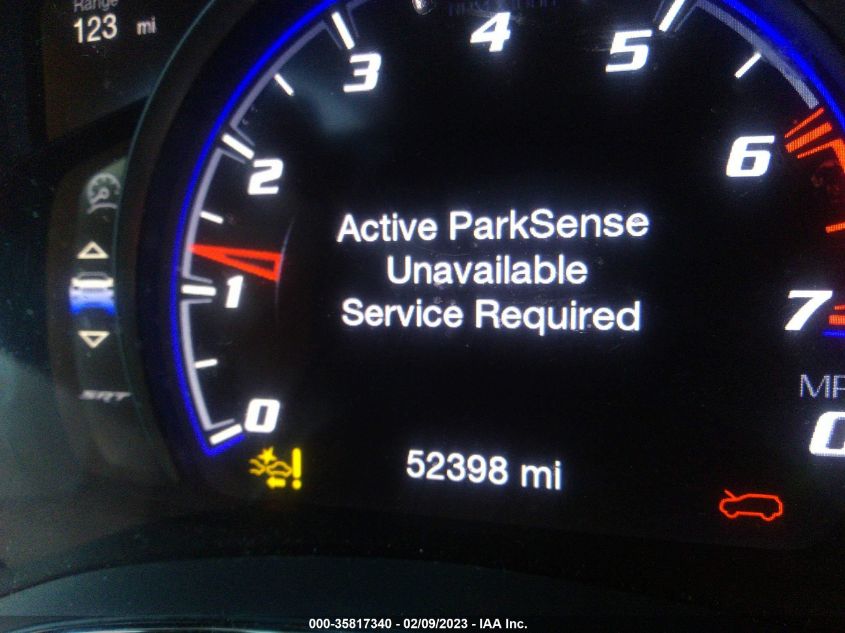 Range
123 mi
4
3
5
2
6
Active ParkSense
Unavailable
1
Service Required
7
SRT
0
52398 mi
000-35817340 - 02/09/2023 - IAA Inc.